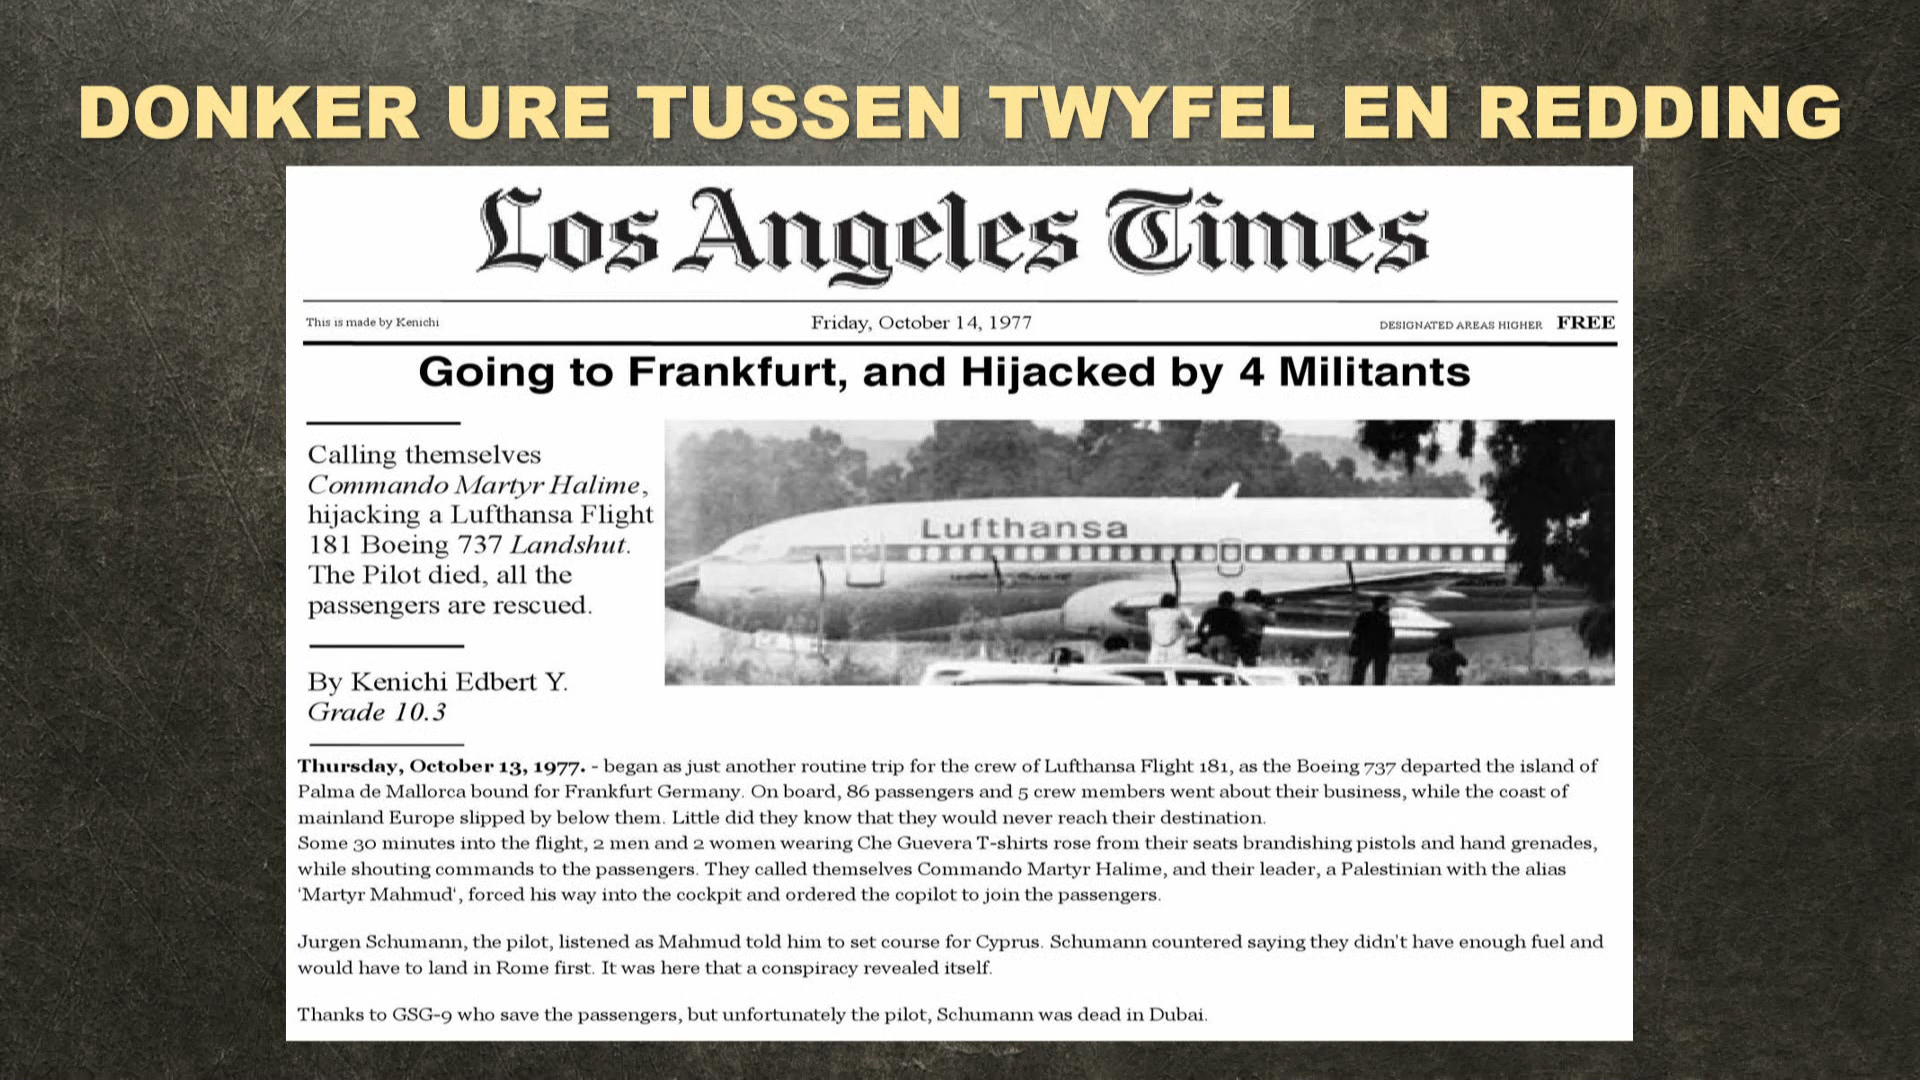 DONKER URE TUSSEN TWYFEL EN REDDING
Los Angeles Times
This is made by Kenichi
Friday, October 14, 1977
DESIGNATED AREAS HIGHER FREE
Going to Frankfurt, and Hijacked by 4 Militants
Calling themselves
Commando Martyr Halime,
hijacking a Lufthansa Flight
181 Boeing 737 Landshut.
The Pilot died, all the
passengers are rescued.
By Kenichi Edbert Y.
Grade 10.3
Lufthansa
Thursday, October 13, 1977. - began as just another routine trip for the crew of Lufthansa Flight 181, as the Boeing 737 departed the island of
Palma de Mallorca bound for Frankfurt Germany. On board, 86 passengers and 5 crew members went about their business, while the coast of
mainland Europe slipped by below them. Little did they know that they would never reach their destination.
Some 30 minutes into the flight, 2 men and 2 women wearing Che Guevera T-shirts rose from their seats brandishing pistols and hand grenades,
while shouting commands to the passengers. They called themselves Commando Martyr Halime, and their leader, a Palestinian with the alias
'Martyr Mahmud', forced his way into the cockpit and ordered the copilot to join the passengers.
Jurgen Schumann, the pilot, listened as Mahmud told him to set course for Cyprus. Schumann countered saying they didn't have enough fuel and
would have to land in Rome first. It was here that a conspiracy revealed itself.
Thanks to GSG-9 who save the passengers, but unfortunately the pilot, Schumann was dead in Dubai.